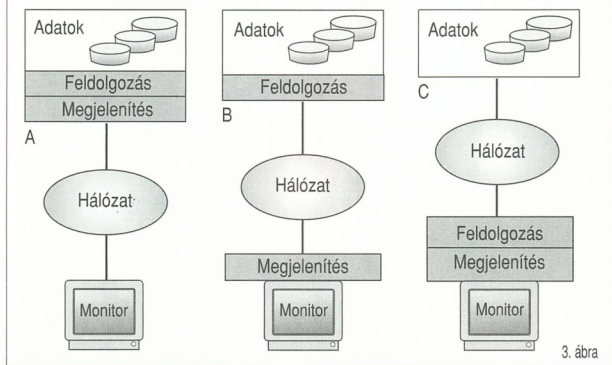 Adatok
Feldolgozás
Megjelenítés
A
Hálózat
Monitor
Adatok
Feldolgozás
B
Hálózat
Megjelenítés
Monitor
Adatok
C
Hálózat
Feldolgozás
Megjelenítés
Monitor
3. ábra